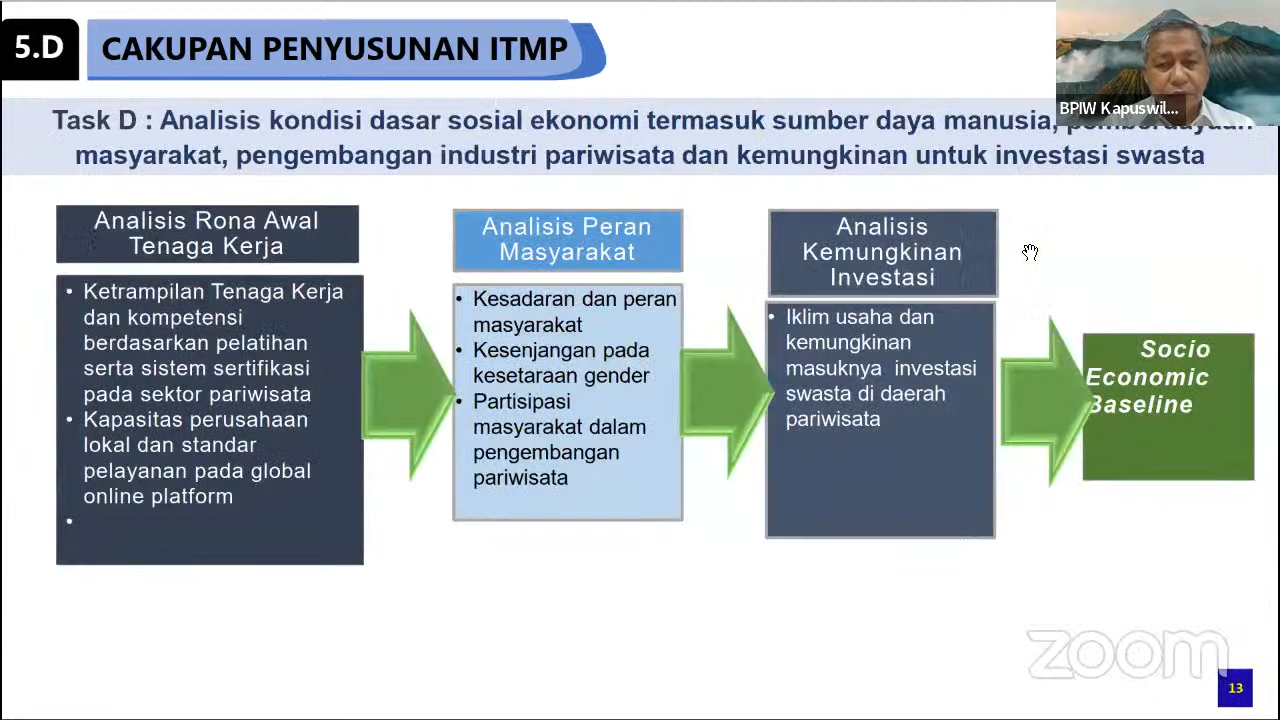 5.D
CAKUPAN PENYUSUNAN ITMP
BPIW Kapuswil...
Task D : Analisis kondisi dasar sosial ekonomi termasuk sumber daya manusia,
masyarakat, pengembangan industri pariwisata dan kemungkinan untuk investasi swasta
Analisis Rona Awal
Tenaga Kerja
• Ketrampilan Tenaga Kerja
dan kompetensi
berdasarkan pelatihan
serta sistem sertifikasi
pada sektor pariwisata
• Kapasitas perusahaan
lokal dan standar
pelayanan pada global
online platform
•
Analisis Peran
Masyarakat
• Kesadaran dan peran
masyarakat
• Kesenjangan pada
kesetaraan gender
• Partisipasi
masyarakat dalam
pengembangan
pariwisata
Analisis
Kemungkinan
Investasi
• Iklim usaha dan
kemungkinan
masuknya investasi
swasta di daerah
pariwisata
Socio
Economic
Baseline
zoom
13